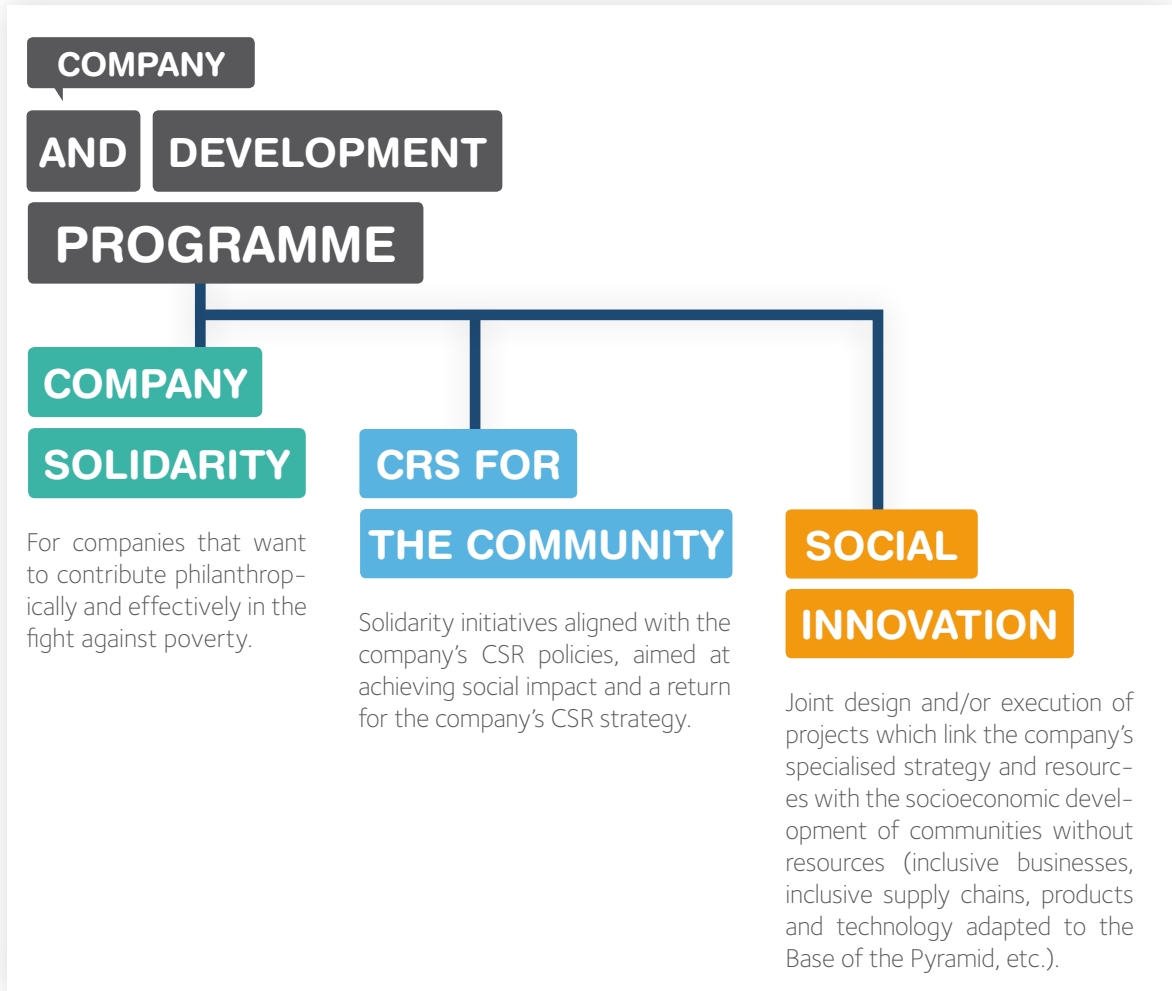 COMPANY
AND DEVELOPMENT
PROGRAMME
COMPANY
SOLIDARITY
For companies that want
to contribute philanthrop-
ically and effectively in the
fight against poverty.
CRS FOR
THE COMMUNITY
Solidarity initiatives aligned with the
company's CSR policies, aimed at
achieving social impact and a return
for the company's CSR strategy.
SOCIAL
INNOVATION
Joint design and/or execution of
projects which link the company's
specialised strategy and resourc-
es with the socioeconomic devel-
opment of communities without
resources (inclusive businesses,
inclusive supply chains, products
and technology adapted to the
Base of the Pyramid, etc.).